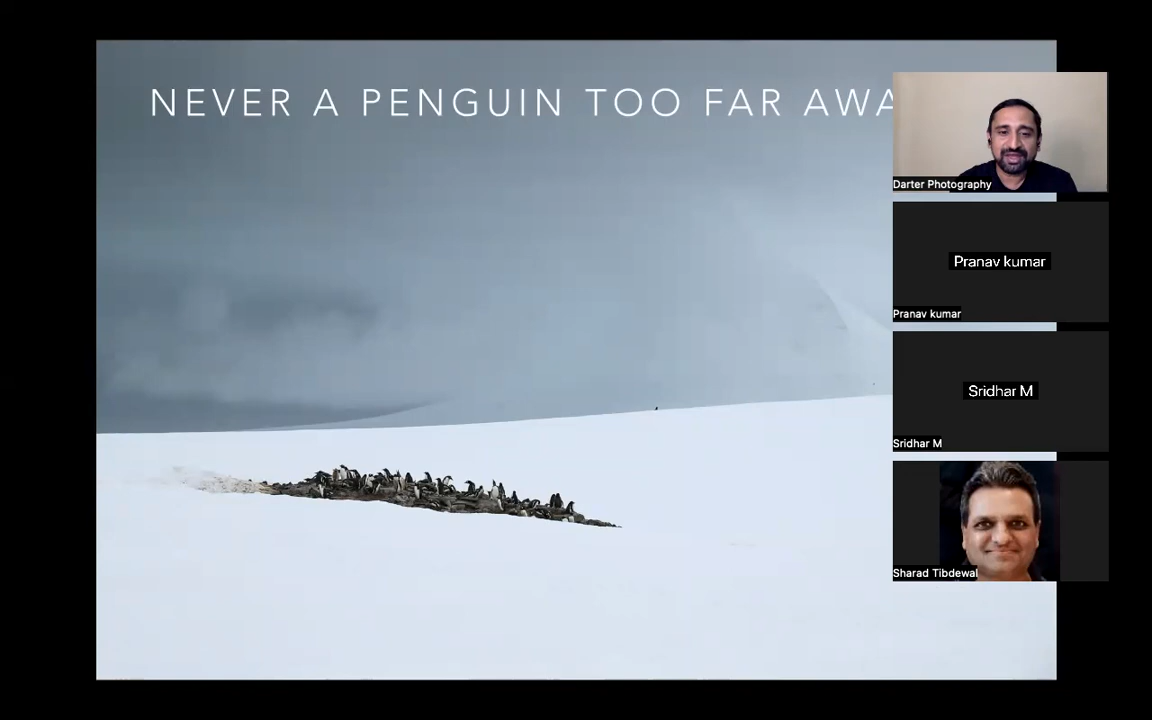 NEVER A PENGUIN TOO FAR AWA
Darter Photography
Pranav kumar
Pranav kumar
Sridhar M
Sridhar M
Sharad Tibdewal